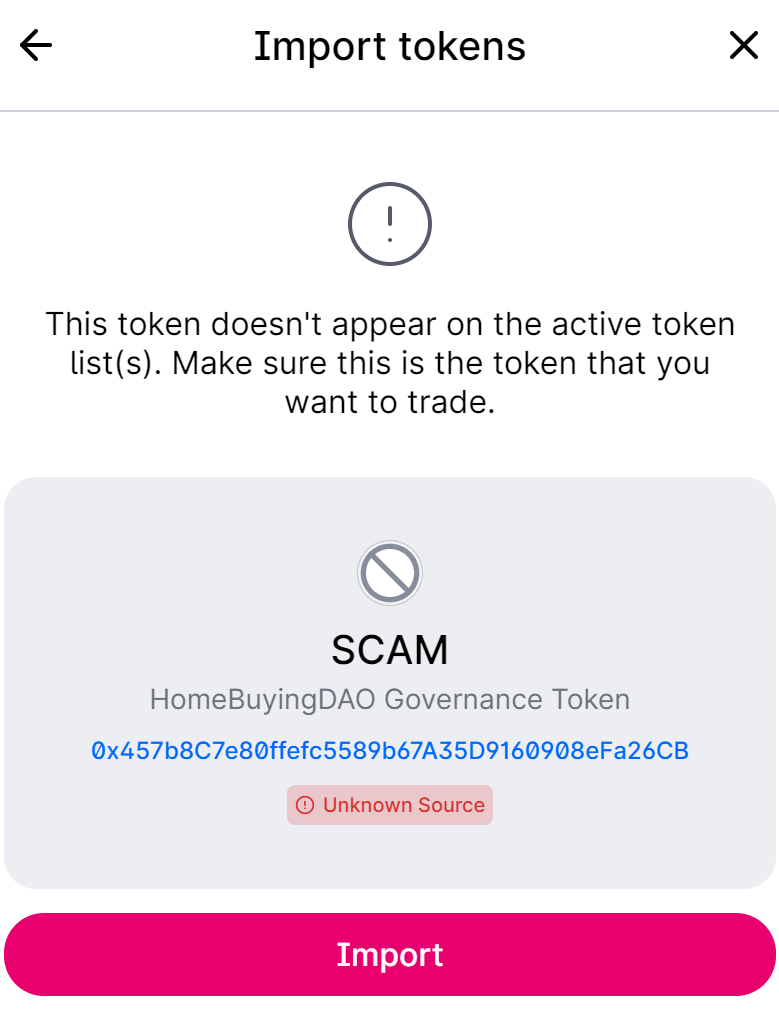 Import tokens
This token doesn't appear on the active token
list(s). Make sure this is the token that you
want to trade.
SCAM
HomeBuyingDAO Governance Token
0x457b8C7e80ffefc5589b67A35D9160908eFa26CB
Unknown Source
Import